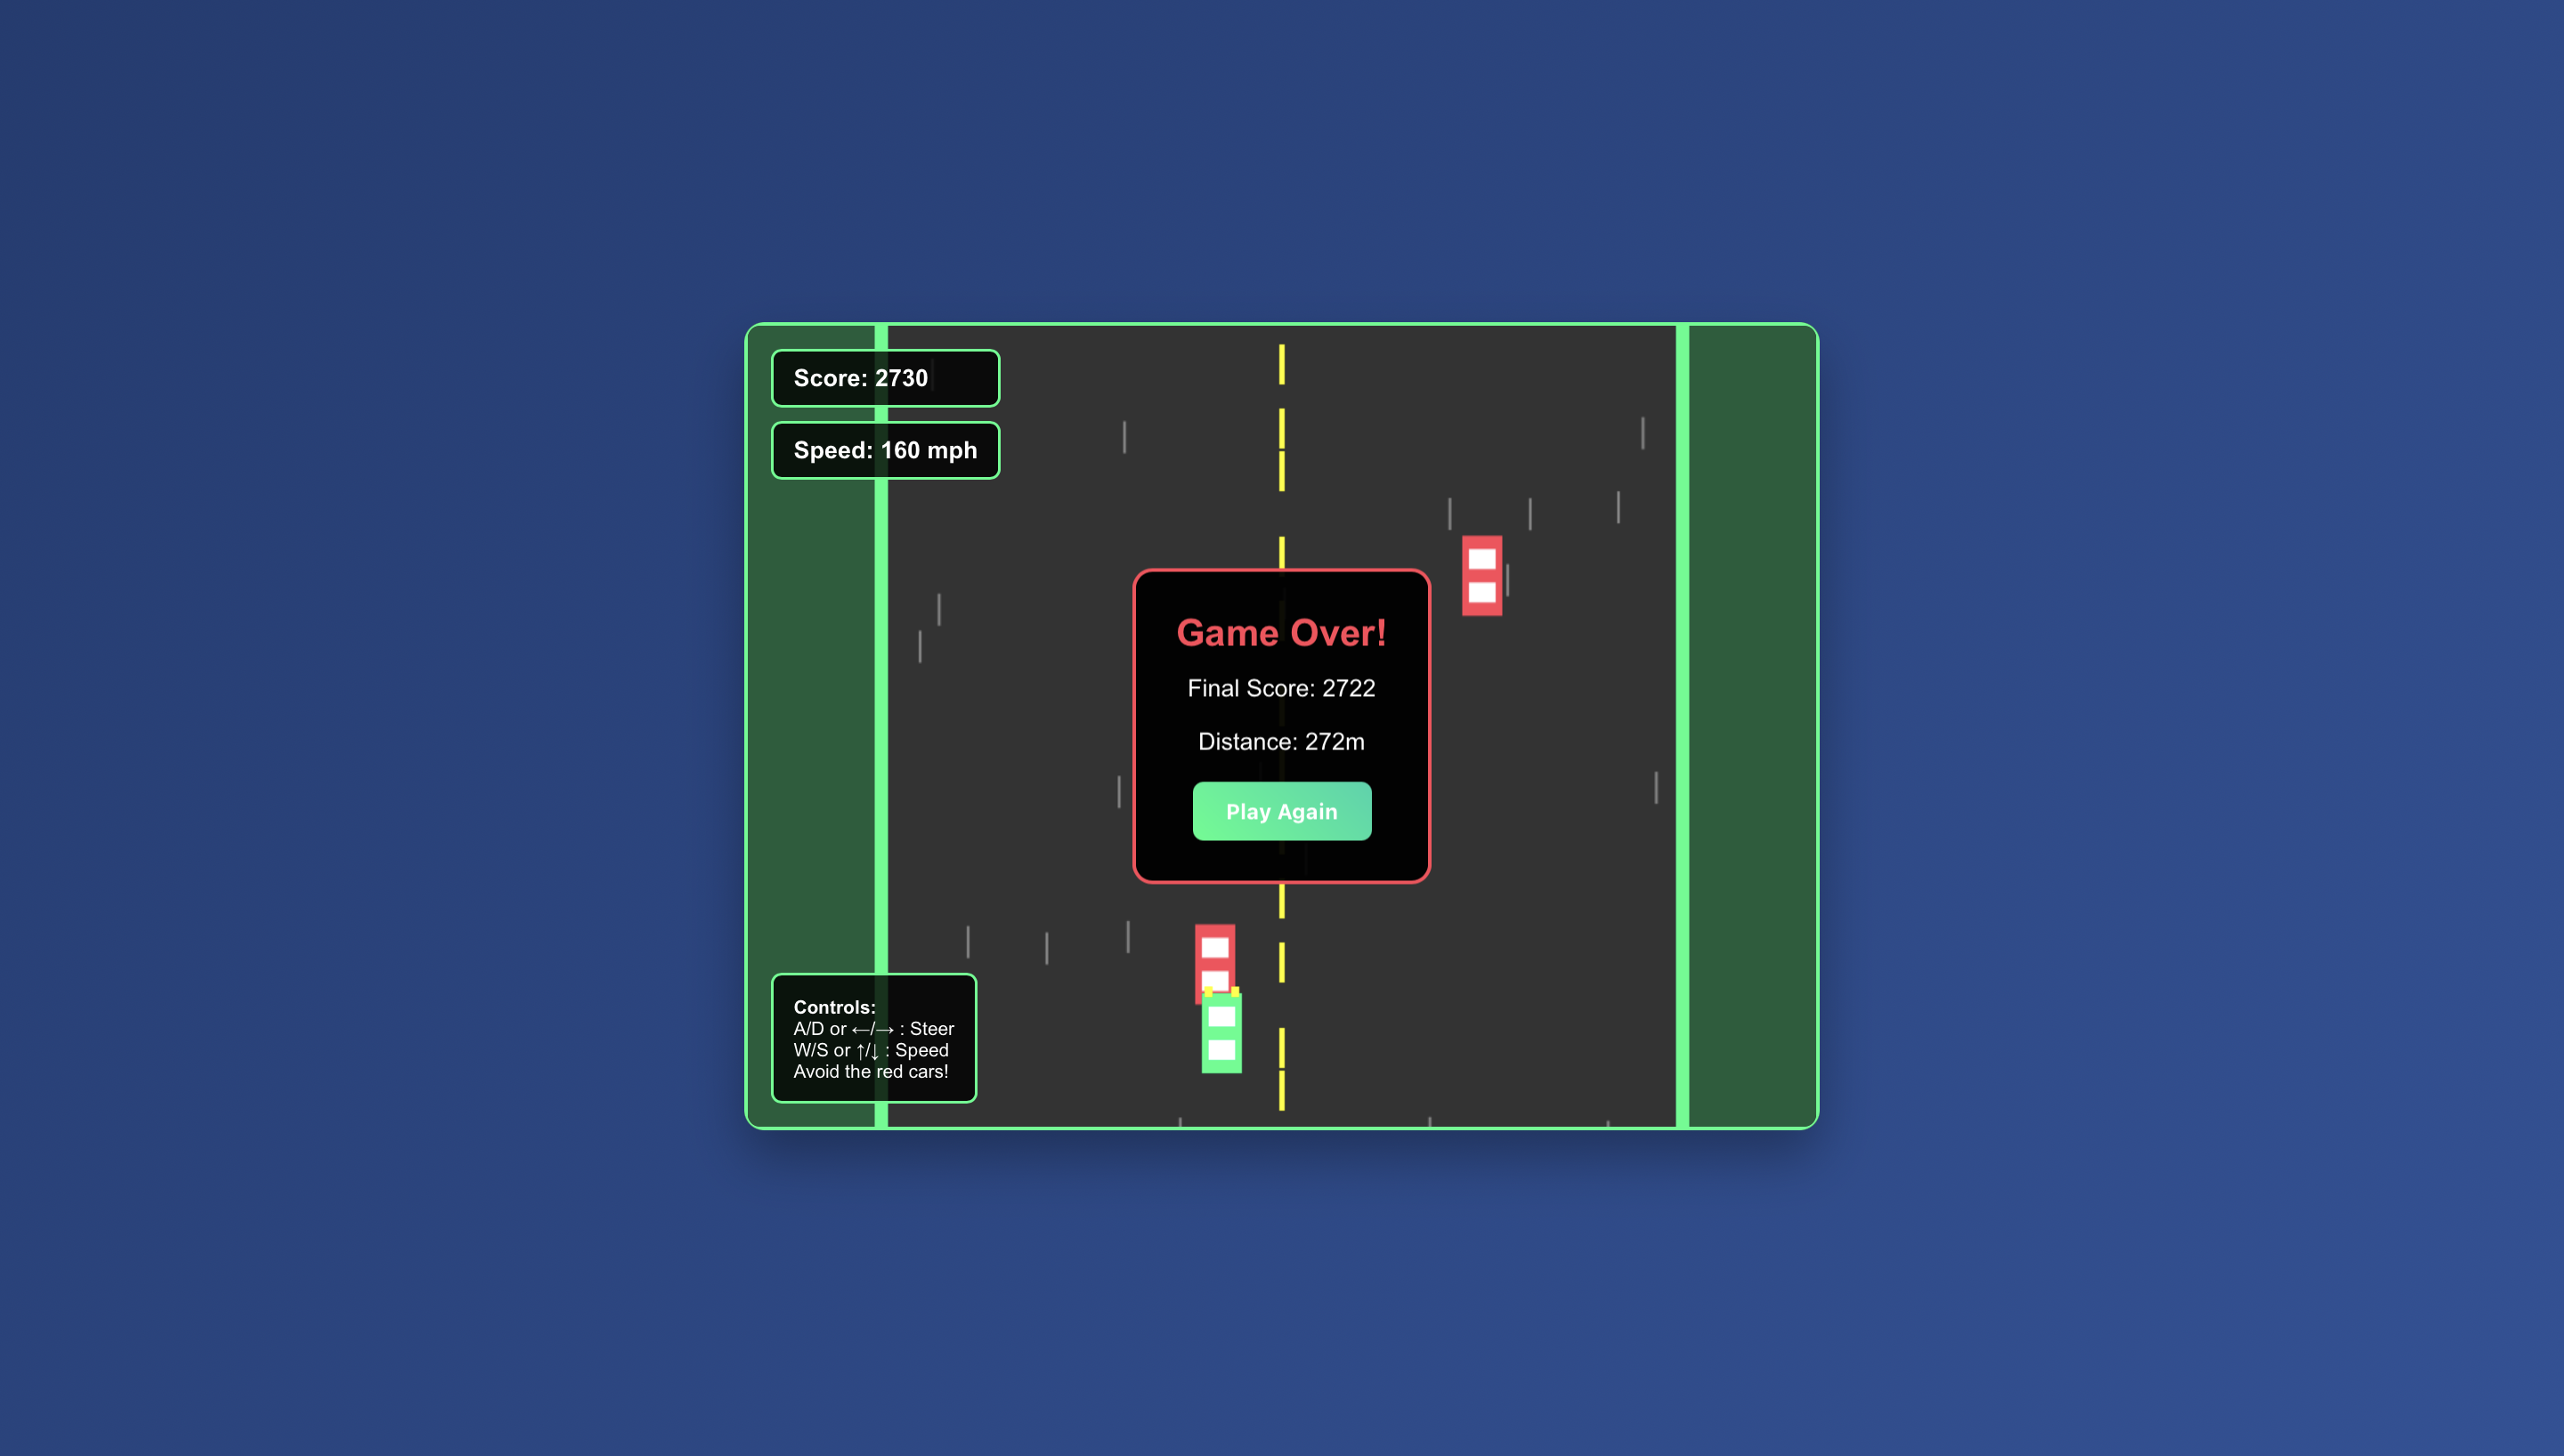 Score: 2730
Speed: 160 mph
Game Over!
Final Score: 2722
Distance: 272m
Play Again
Controls:
A/D or ←/→ : Steer
W/S or ↑/↓ : Speed
Avoid the red cars!